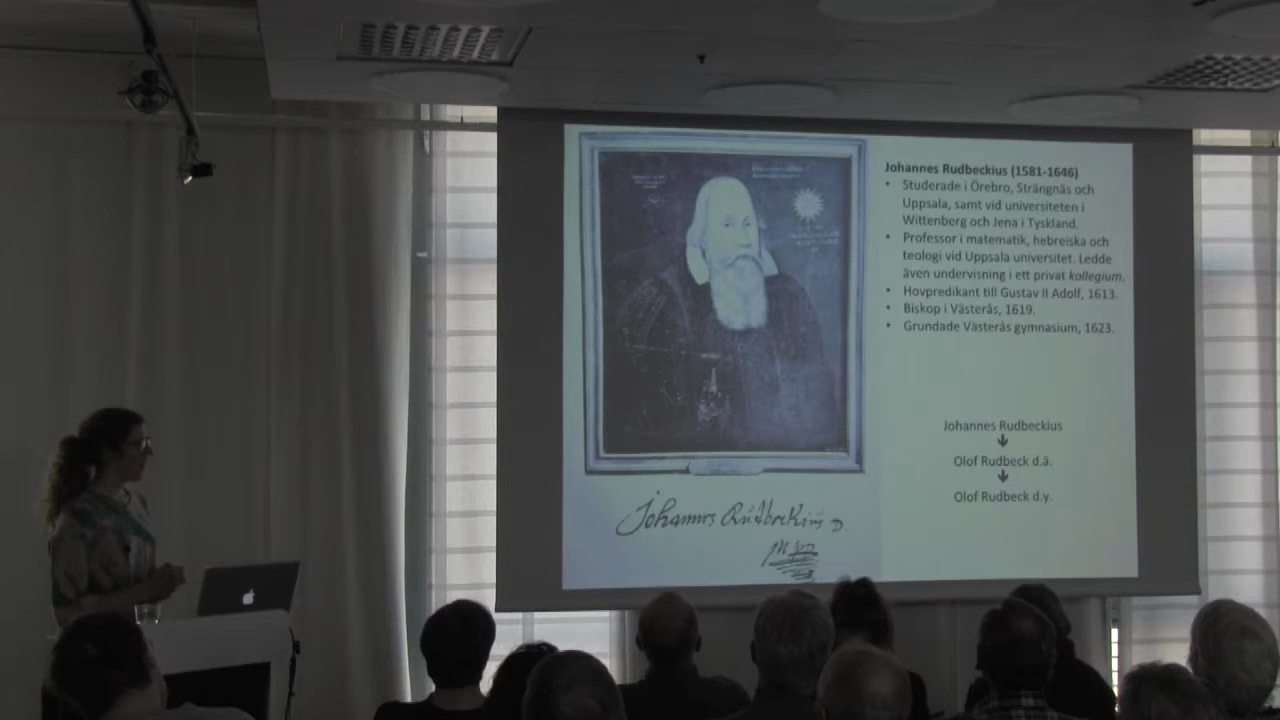 Johannes Rudbeckius (1581-1646)
• Studerade i Örebro, Strängnäs och
Uppsala, samt vid universiteten i
Wittenberg och Jena i Tyskland.
• Professor i matematik, hebreiska och
teologi vid Uppsala universitet. Ledde
även undervisning i ett privat kollegium.
• Hovpredikant till Gustav II Adolf, 1613.
• Biskop i Västerås, 1619.
• Grundade Västerås gymnasium, 1623.
Johannes Rudbeckius
Olof Rudbeck d.ä.
Olof Rudbeck d.y.
Johannes Rudbeckius D.